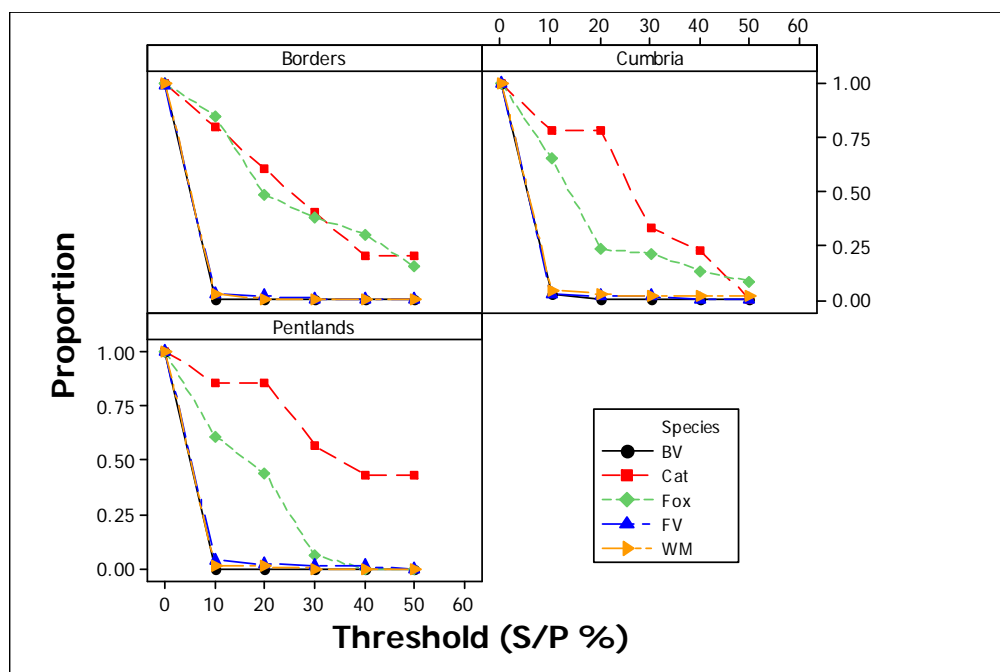 0 10 20 30 40 50 60
Borders
Cumbria
1.00
0.75
0.50
0.25
0.00
Proportion
Pentlands
1.00
0.75
0.50
0.25
0.00
0 10 20 30 40 50 60
Threshold (S/P %)
Species
BV
Cat
Fox
FV
WM